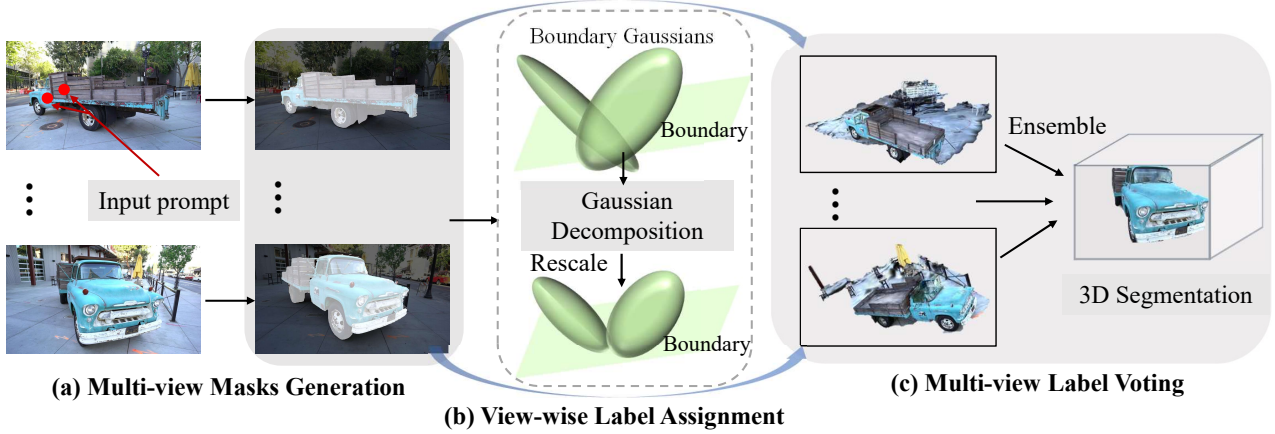 Input prompt
(a) Multi-view Masks Generation
Boundary Gaussians
Boundary
Gaussian
Decomposition
Rescale
Boundary
(b) View-wise Label Assignment
Ensemble
3D Segmentation
(c) Multi-view Label Voting